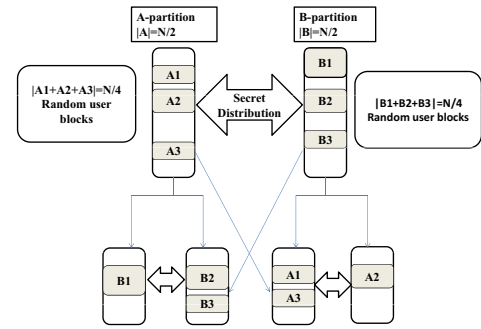 A-partition
|A|=N/2
B-partition
|B|=N/2
|A1+A2+A3|=N/4
Random user
blocks
A1
A2
A3
Secret
Distribution
B1
B2
B3
|B1+B2+B3|=N/4
Random user blocks
B1
B2
B3
A1
A3
A2